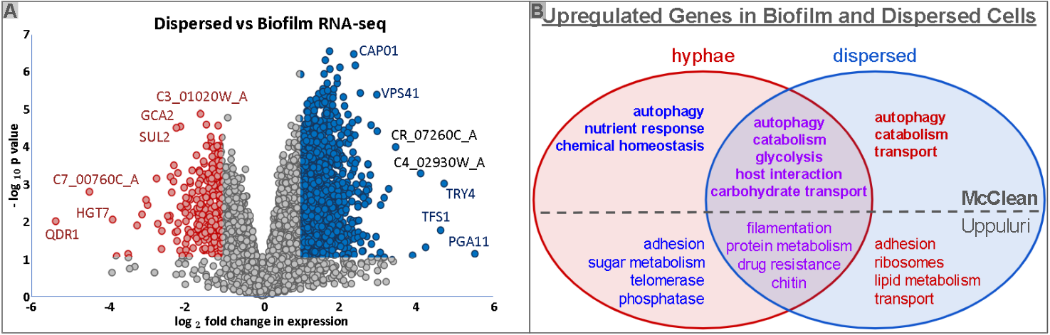 A
Dispersed vs Biofilm RNA-seq
-log 10 p value
7
6
5
4
3
2
1
0
-6
-4
-2
0
2
4
6
log 2 fold change in expression
CAP01
VPS41
C3_01020W_A
GCA2
SUL2
CR_07260C_A
C4_02930W_A
C7_00760C_A
TRY4
HGT7
TFS1
QDR1
PGA11
B
Upregulated Genes in Biofilm and Dispersed Cells
hyphae
dispersed
autophagy
nutrient response
chemical homeostasis
autophagy
catabolism
glycolysis
host interaction
carbohydrate transport
autophagy
catabolism
transport
McClean
Uppuluri
adhesion
sugar metabolism
telomerase
phosphatase
filamentation
protein metabolism
drug resistance
chitin
adhesion
ribosomes
lipid metabolism
transport